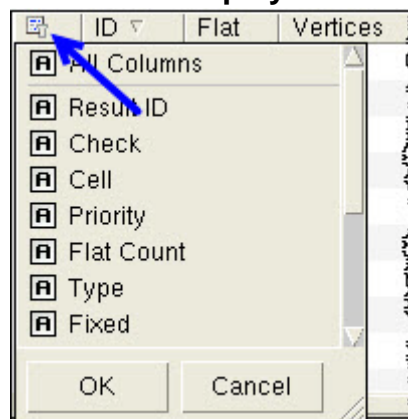 ID Flat Vertices
A All Columns
A Result ID
A Check
A Cell
A Priority
A Flat Count
A Type
A Fixed
OK Cancel